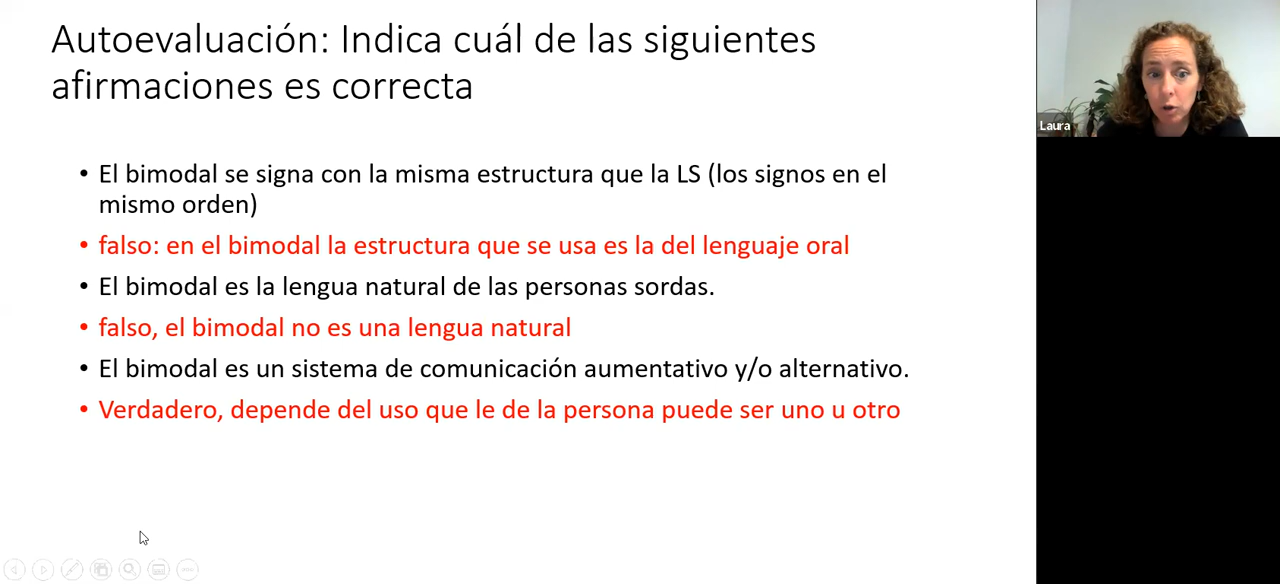 Autoevaluación: Indica cuál de las siguientes
afirmaciones es correcta
• El bimodal se signa con la misma estructura que la LS (los signos en el
mismo orden)
• falso: en el bimodal la estructura que se usa es la del lenguaje oral
• El bimodal es la lengua natural de las personas sordas.
• falso, el bimodal no es una lengua natural
• El bimodal es un sistema de comunicación aumentativo y/o alternativo.
• Verdadero, depende del uso que le de la persona puede ser uno u otro
Laura